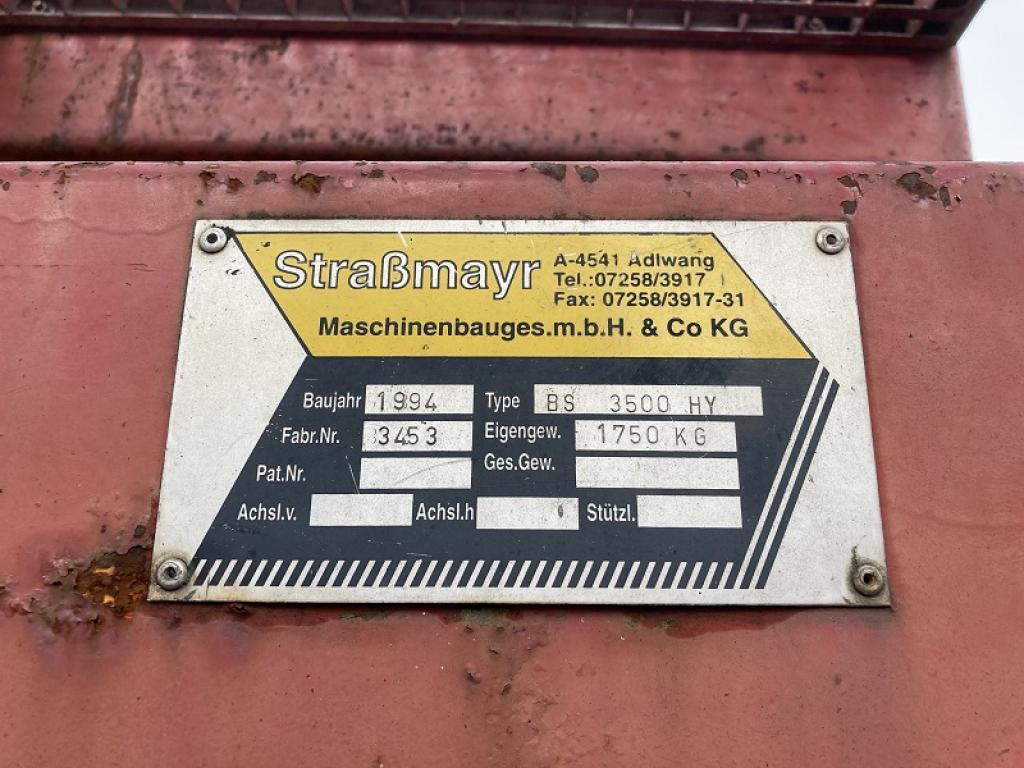 Straßmayr
A-4541 Adlwang
Tel.:07258/3917
Fax: 07258/3917-31
Maschinenbauges.m.b.H. & Co KG
Baujahr 1994 Type BS 3500 HY
Fabr.Nr. 3453 Eigengew. 1750 KG
Pat.Nr. Ges.Gew.
Achsl.v. Achsl.h Stützl.